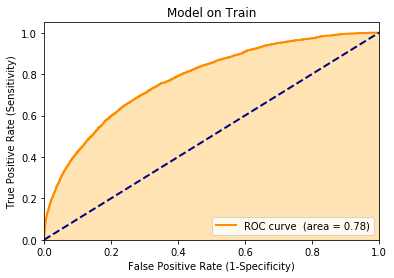 Model on Train
True Positive Rate (Sensitivity)
1.0
0.8
0.6
0.4
0.2
0.0
ROC curve  (area = 0.78)
0.0 0.2 0.4 0.6 0.8 1.0
False Positive Rate (1-Specificity)